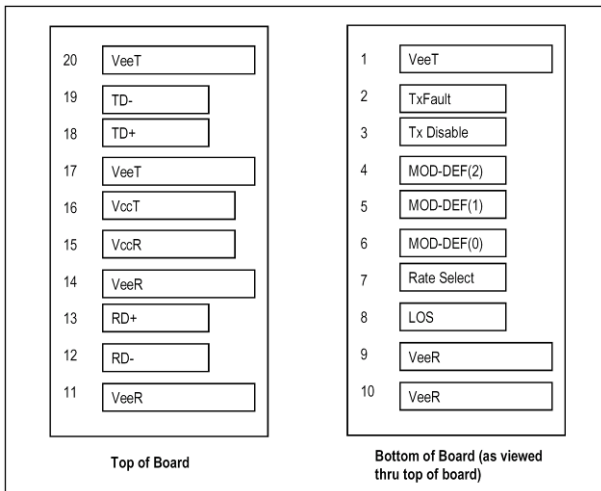 20 VeeT
19 TD-
18 TD+
17 VeeT
16 VccT
15 VccR
14 VeeR
13 RD+
12 RD-
11 VeeR
Top of Board
1 VeeT
2 TxFault
3 Tx Disable
4 MOD-DEF(2)
5 MOD-DEF(1)
6 MOD-DEF(0)
7 Rate Select
8 LOS
9 VeeR
10 VeeR
Bottom of Board (as viewed
thru top of board)